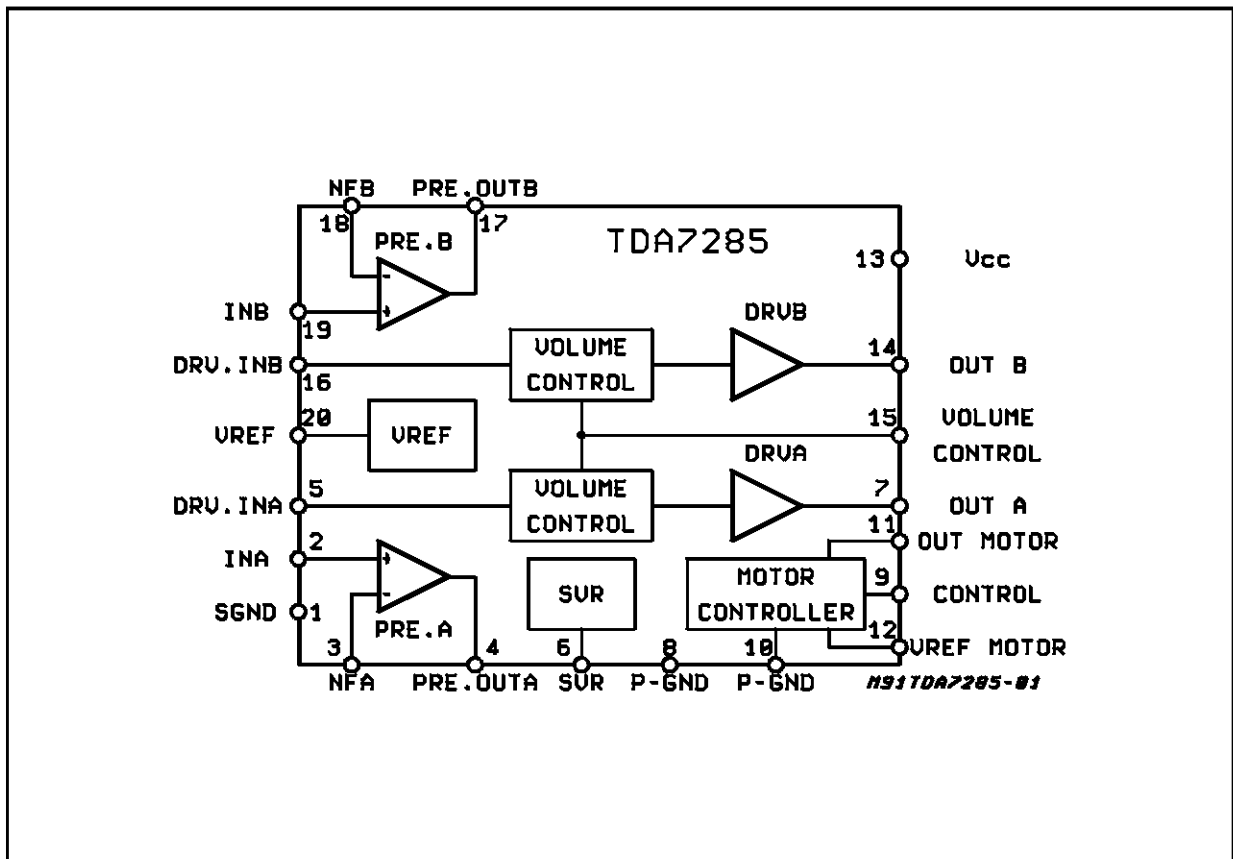 NFB PRE.OUTB
18 17
PRE.B
TDA7285
13 Vcc
-
+
INB
19
DRVB
DRV.INB
16
VOLUME
CONTROL
14
OUT B
20
VREF
VREF
15
VOLUME
CONTROL
DRVA
5
DRV.INA
VOLUME
CONTROL
7
OUT A
11
OUT MOTOR
2
INA
+
-
SVR
MOTOR
CONTROLLER
9
CONTROL
SGND
1
PRE.A
12
VREF MOTOR
3 4 6 8 10
NFA PRE.OUTA SVR P-GND P-GND
M91TDA7285-01